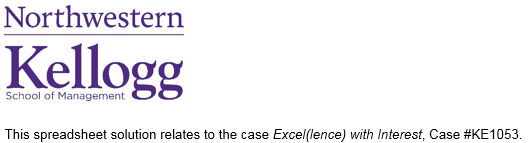 Northwestern
Kellogg
School of Management
This spreadsheet solution relates to the case Excel(lence) with Interest, Case #KE1053.